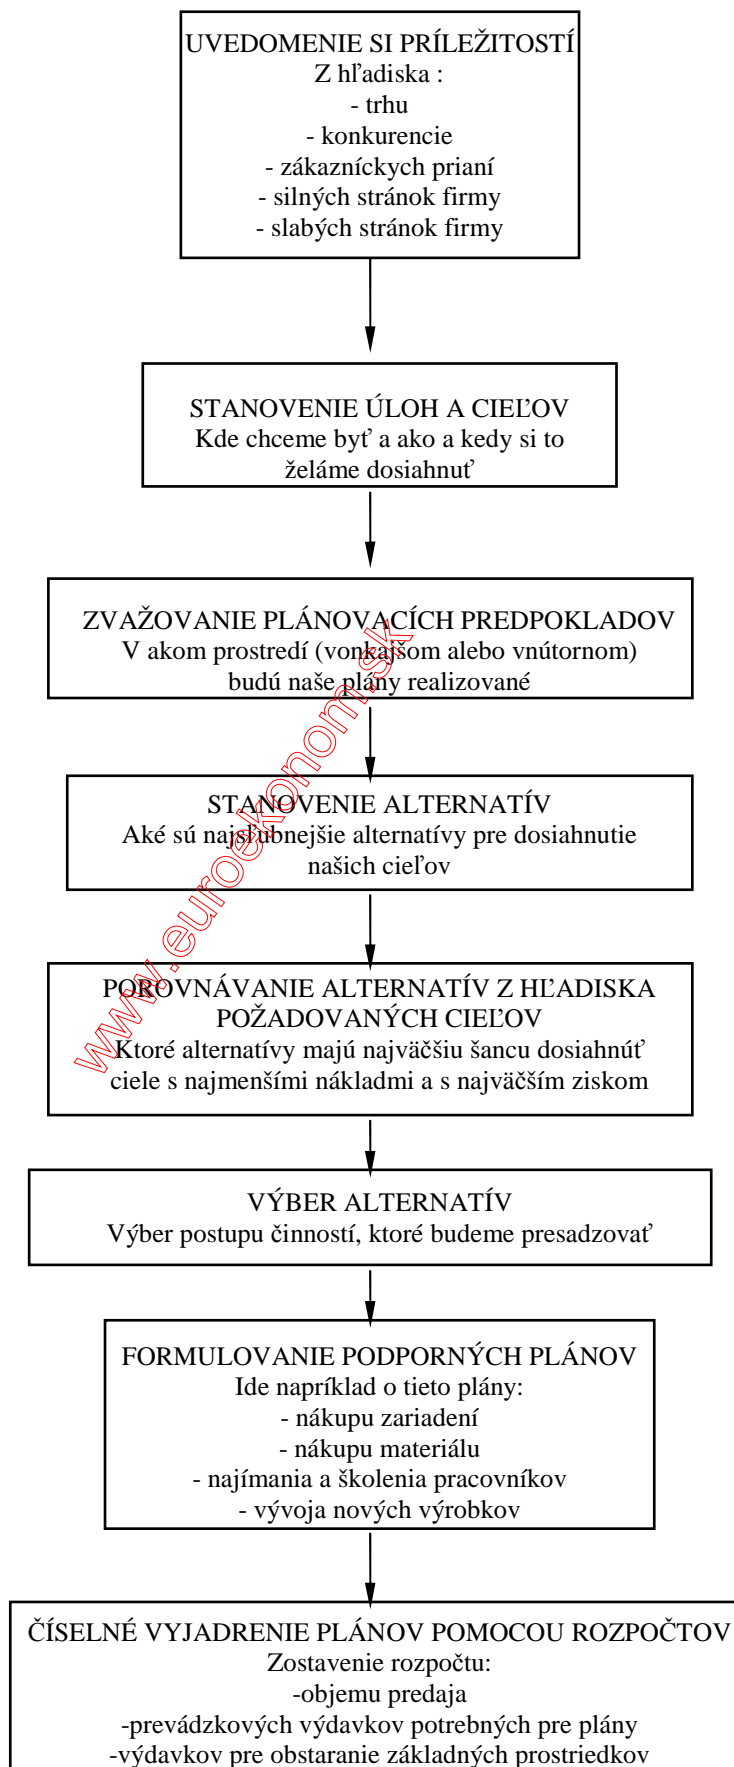 UVEDOMENIE SI PRÍLEŽITOSTÍ
Z hľadiska :
- trhu
- konkurencie
- zákazníckych prianí
- silných stránok firmy
- slabých stránok firmy
STANOVENIE ÚLOH A CIEĽOV
Kde chceme byť a ako a kedy si to
želáme dosiahnuť
ZVAŽOVANIE PLÁNOVACÍCH PREDPOKLADOV
V akom prostredí (vonkajšom alebo vnútornom)
budú naše plány realizované
STANOVENIE ALTERNATÍV
Aké sú najsľubnejšie alternatívy pre dosiahnutie
našich cieľov
POROVNÁVANIE ALTERNATÍV Z HĽADISKA
POŽADOVANÝCH CIEĽOV
Ktoré alternatívy majú najväčšiu šancu dosiahnúť
ciele s najmenšími nákladmi a s najväčším ziskom
VÝBER ALTERNATÍV
Výber postupu činností, ktoré budeme presadzovať
FORMULOVANIE PODPORNÝCH PLÁNOV
Ide napríklad o tieto plány:
- nákupu zariadení
- nákupu materiálu
- najímania a školenia pracovníkov
- vývoja nových výrobkov
ČÍSELNÉ VYJADRENIE PLÁNOV POMOCOU ROZPOČTOV
Zostavenie rozpočtu:
-objemu predaja
-prevádzkových výdavkov potrebných pre plány
-výdavkov pre obstaranie základných prostriedkov
www.euroekonom.sk